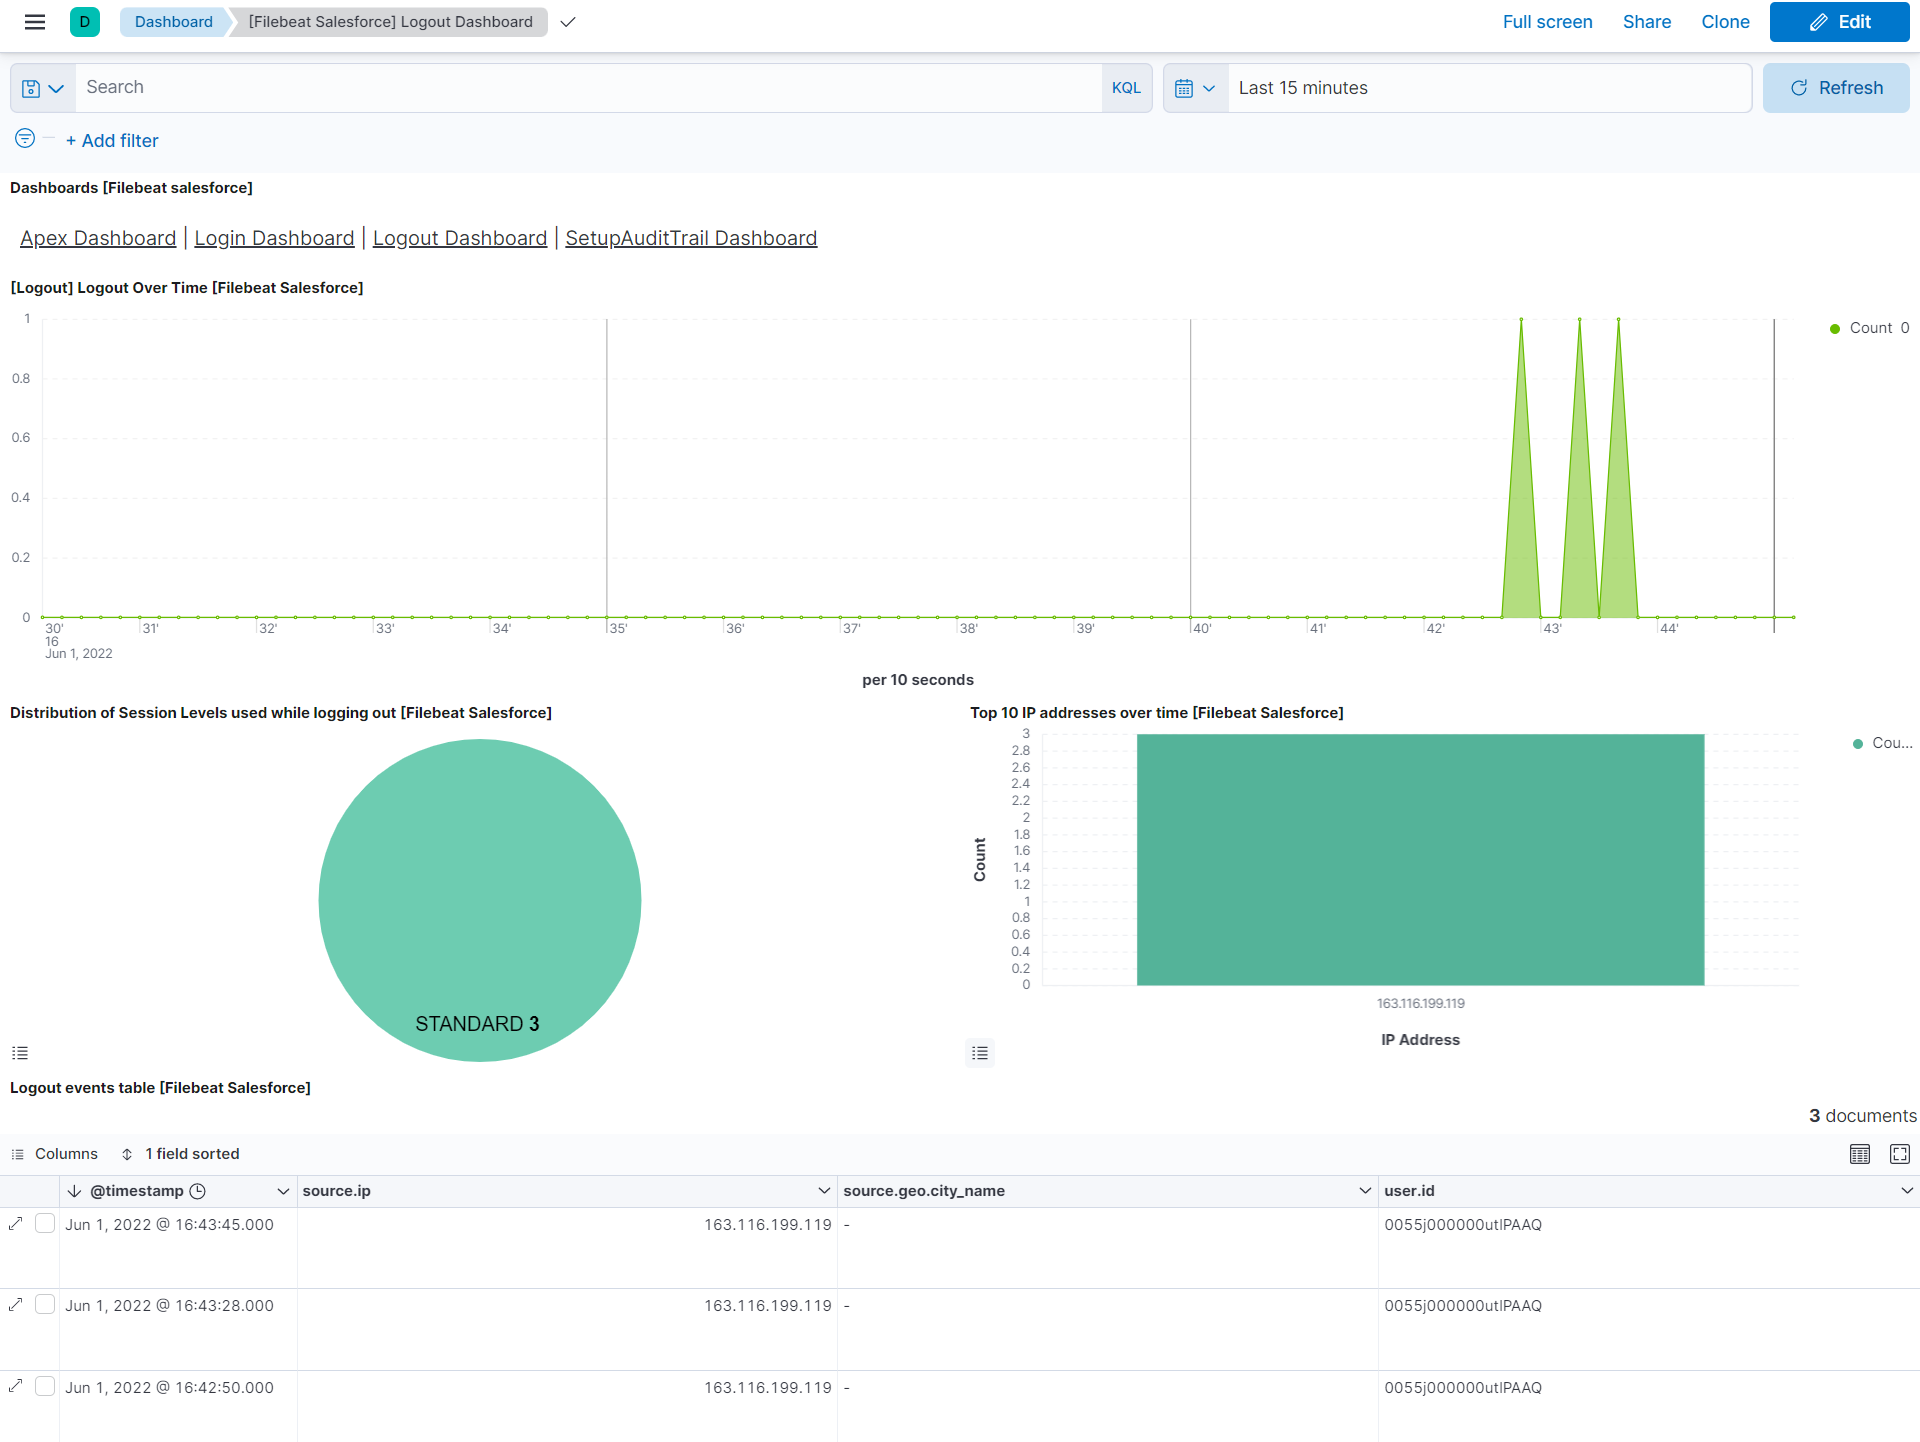 D Dashboard [Filebeat Salesforce] Logout Dashboard Full screen Share Clone Edit
Search KQL Last 15 minutes Refresh
+ Add filter
Dashboards [Filebeat salesforce]
Apex Dashboard | Login Dashboard | Logout Dashboard | SetupAuditTrail Dashboard
[Logout] Logout Over Time [Filebeat Salesforce]
1
0.8
0.6
0.4
0.2
0
Count 0
30' 31' 32' 33' 34' 35' 36' 37' 38' 39' 40' 41' 42' 43' 44'
16
Jun 1, 2022
per 10 seconds
Distribution of Session Levels used while logging out [Filebeat Salesforce]
STANDARD 3
Top 10 IP addresses over time [Filebeat Salesforce]
3
2.8
2.6
2.4
2.2
2
1.8
1.6
1.4
1.2
1
0.8
0.6
0.4
0.2
0
Count
Cou...
163.116.199.119
IP Address
Logout events table [Filebeat Salesforce]
3 documents
Columns 1 field sorted
@timestamp source.ip source.geo.city_name user.id
Jun 1, 2022 @ 16:43:45.000 163.116.199.119 - 0055j000000utlPAAQ
Jun 1, 2022 @ 16:43:28.000 163.116.199.119 - 0055j000000utlPAAQ
Jun 1, 2022 @ 16:42:50.000 163.116.199.119 - 0055j000000utlPAAQ